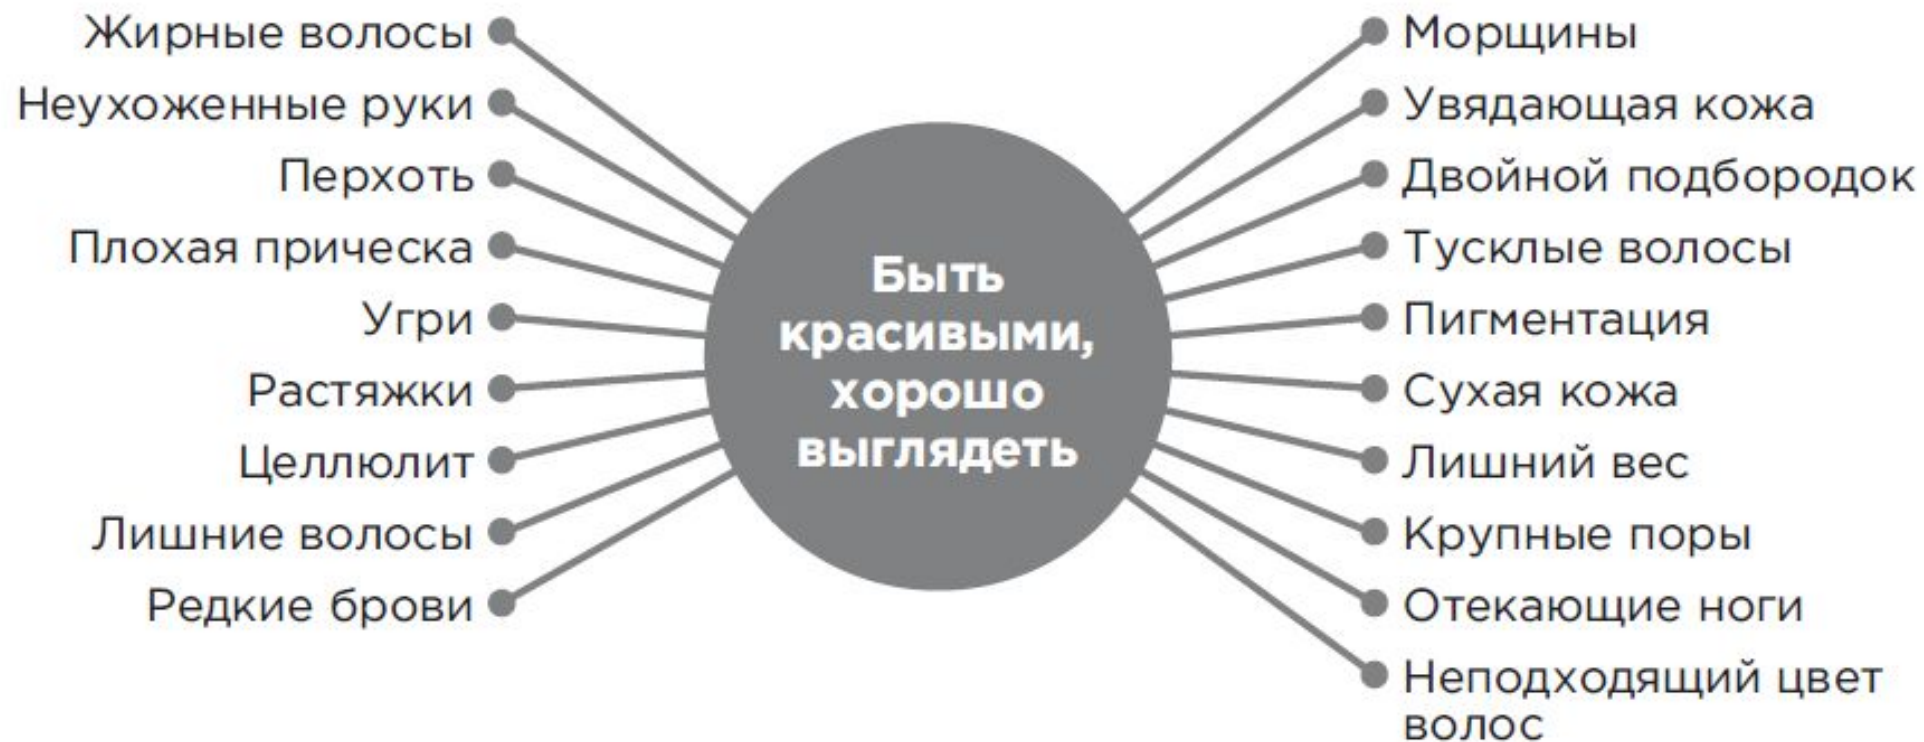 Жирные волосы
Неухоженные руки
Перхоть
Плохая прическа
Угри
Растяжки
Целлюлит
Лишние волосы
Редкие брови
Быть
красивыми,
хорошо
выглядеть
Морщины
Увядающая кожа
Двойной подбородок
Тусклые волосы
Пигментация
Сухая кожа
Лишний вес
Крупные поры
Отекающие ноги
Неподходящий цвет
волос